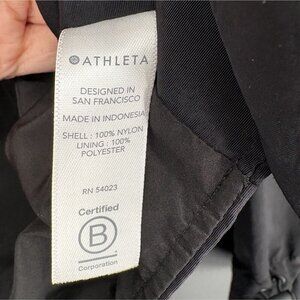 ATHLETA
DESIGNED IN
SAN FRANCISCO
MADE IN INDONESIA
SHELL : 100% NYLON
LINING : 100%
POLYESTER
RN 54023
Certified
B
Corporation